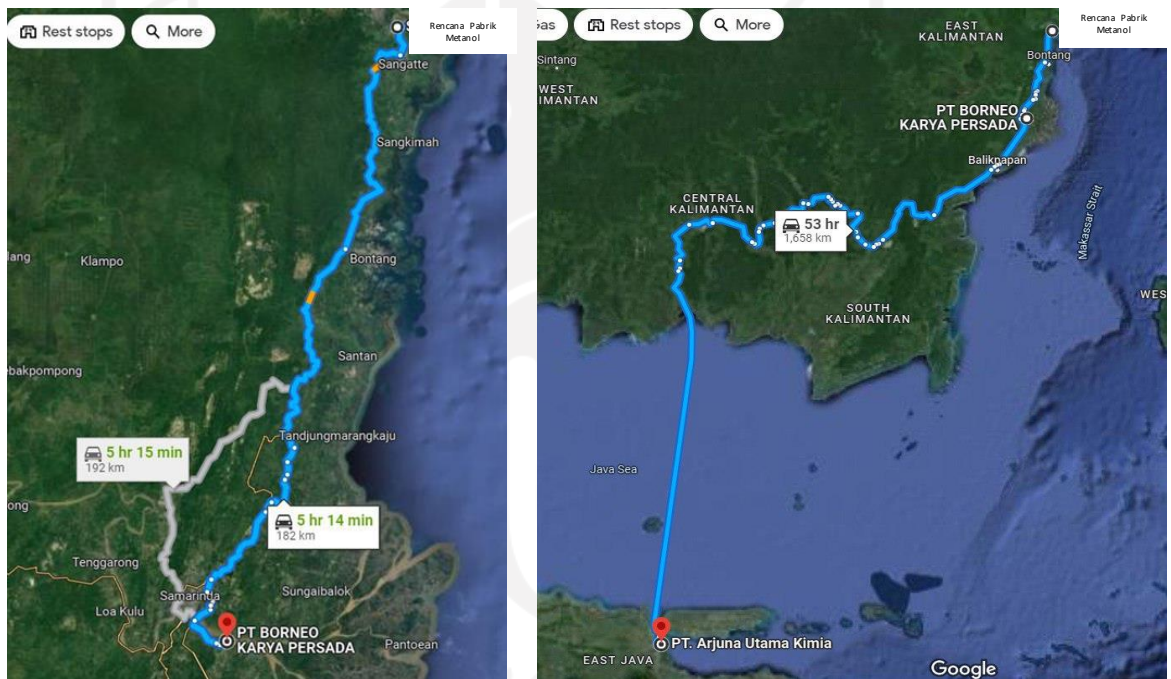 Rest stops
More
Rencana Pabrik
Metanol
Sangatte
Sangkimah
Klampo
Bontang
Santan
Tandjungmarangkaju
5 hr 15 min
192 km
5 hr 14 min
182 km
Tenggarong
Samarinda
Sungaibalok
Loa Kulu
PT BORNEO
KARYA PERSADA
Pantoean
Gas
Rest stops
More
Rencana Pabrik
Metanol
EAST
KALIMANTAN
Sintang
Bontang
PT BORNEO
KARYA PERSADA
Balikpapan
CENTRAL
KALIMANTAN
53 hr
1,658 km
Makassar Strait
SOUTH
KALIMANTAN
Java Sea
PT. Arjuna Utama Kimia
EAST JAVA
Google